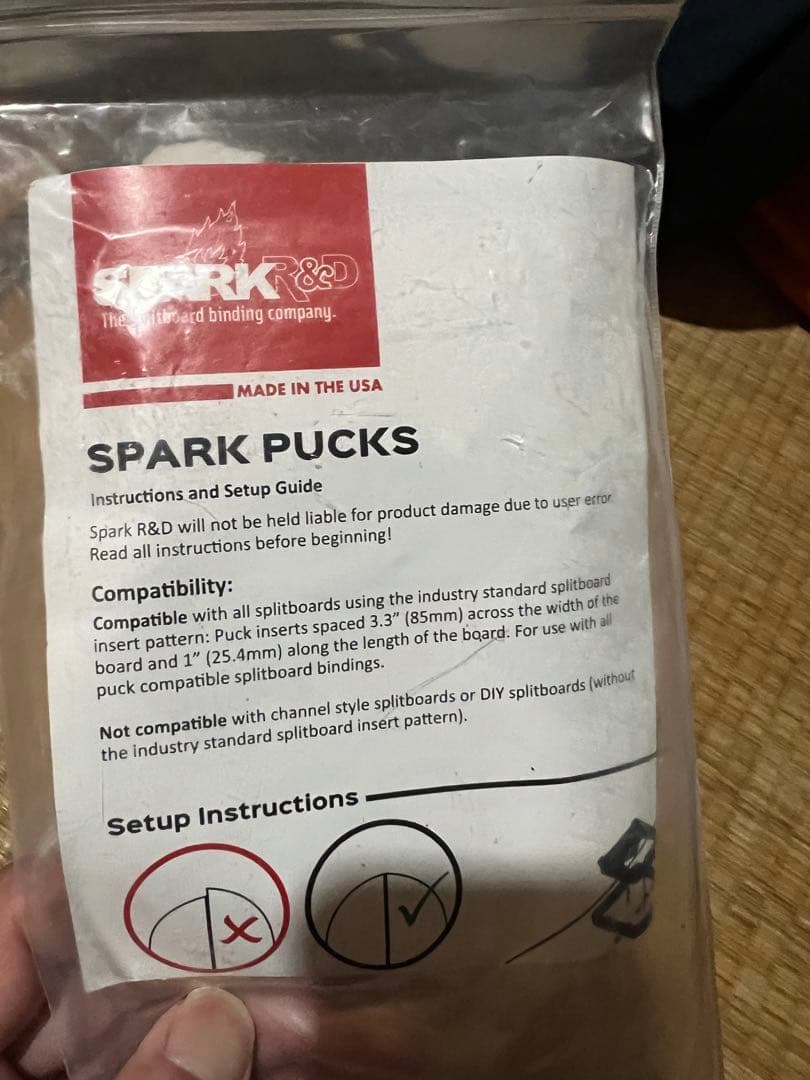 SPARK R&D
The splitboard binding company.
MADE IN THE USA
SPARK PUCKS
Instructions and Setup Guide
Spark R&D will not be held liable for product damage due to user error
Read all instructions before beginning!
Compatibility:
Compatible with all splitboards using the industry standard splitboard
insert pattern: Puck inserts spaced 3.3” (85mm) across the width of the
board and 1” (25.4mm) along the length of the board. For use with all
puck compatible splitboard bindings.
Not compatible with channel style splitboards or DIY splitboards (without
the industry standard splitboard insert pattern).
Setup Instructions